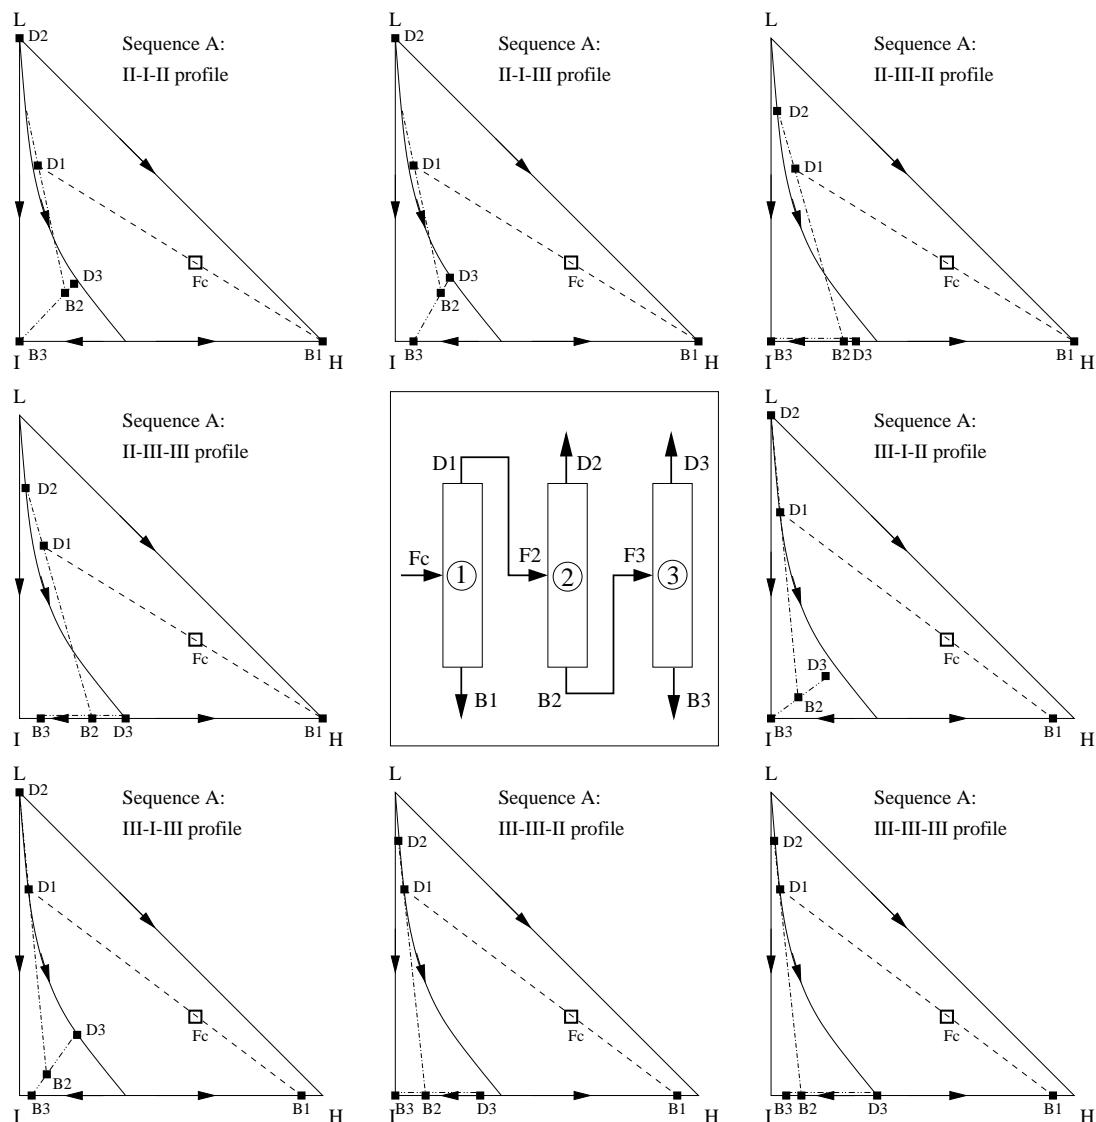 L
D2
Sequence A:
II-I-II profile
D1
D3
Fc
B2
B3
B1
I
H
L
D2
Sequence A:
II-I-III profile
D1
D3
Fc
B2
B3
B1
I
H
L
Sequence A:
II-III-II profile
D2
D1
Fc
B3
B2
D3
B1
I
H
L
Sequence A:
II-III-III profile
D2
D1
Fc
B3
B2
D3
B1
I
H
D1
D2
D3
Fc
F2
F3
1
2
3
B1
B2
B3
L
D2
Sequence A:
III-I-II profile
D1
Fc
D3
B2
B3
B1
I
H
L
D2
Sequence A:
III-I-III profile
D1
Fc
D3
B2
B3
B1
I
H
L
Sequence A:
III-III-II profile
D2
D1
Fc
B3
B2
D3
B1
I
H
L
Sequence A:
III-III-III profile
D2
D1
Fc
B3
B2
D3
B1
I
H